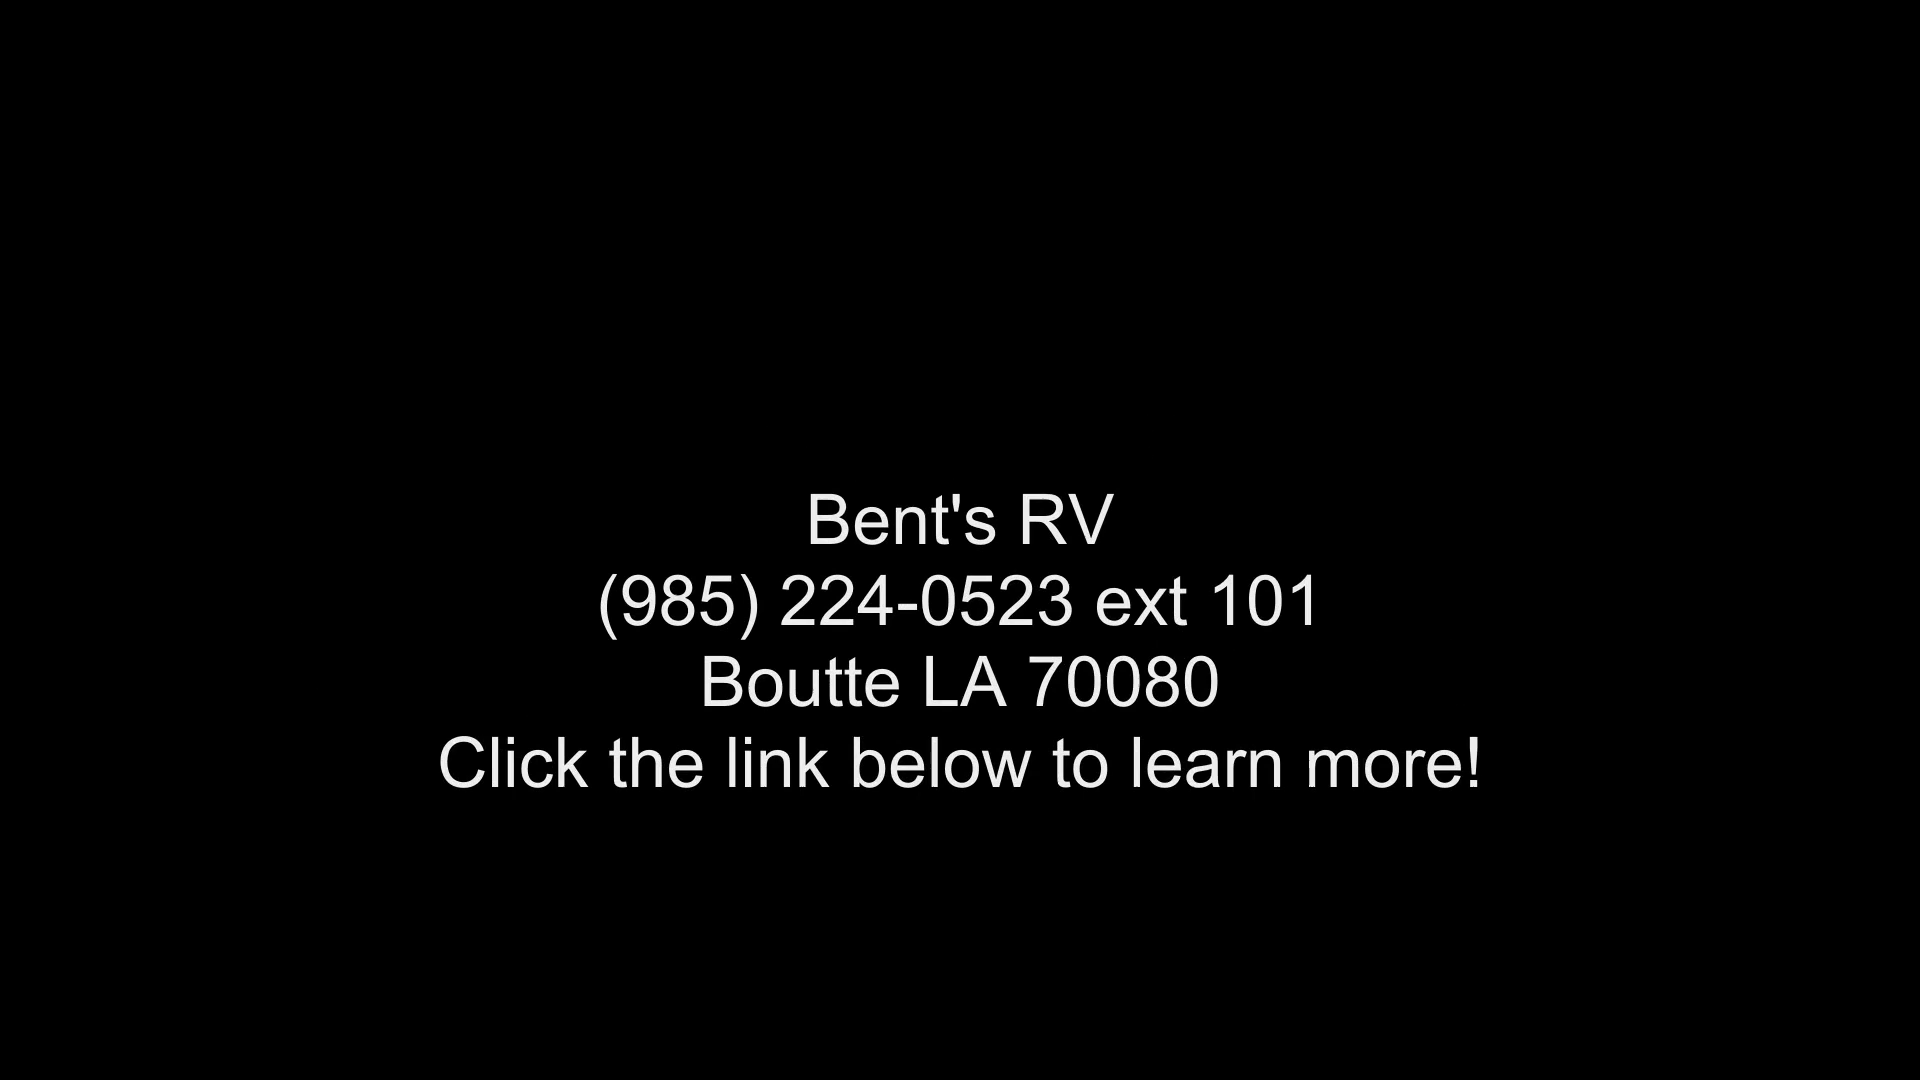 Bent's RV
(985) 224-0523 ext 101
Boutte LA 70080
Click the link below to learn more!